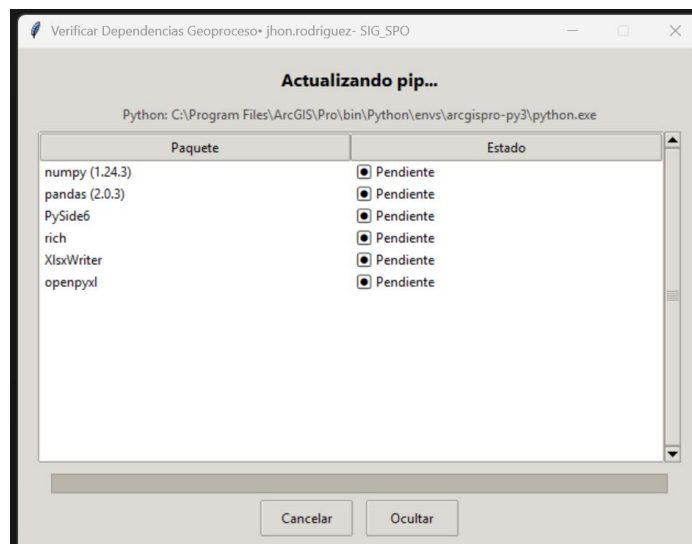 Verificar Dependencias Geoproceso• jhon.rodriguez- SIG_SPO
Actualizando pip...
Python: C:\Program Files\ArcGIS\Pro\bin\Python\envs\arcgispro-py3\python.exe
Paquete Estado
numpy (1.24.3) Pendiente
pandas (2.0.3) Pendiente
PySide6 Pendiente
rich Pendiente
XlsxWriter Pendiente
openpyxl Pendiente
Cancelar Ocultar